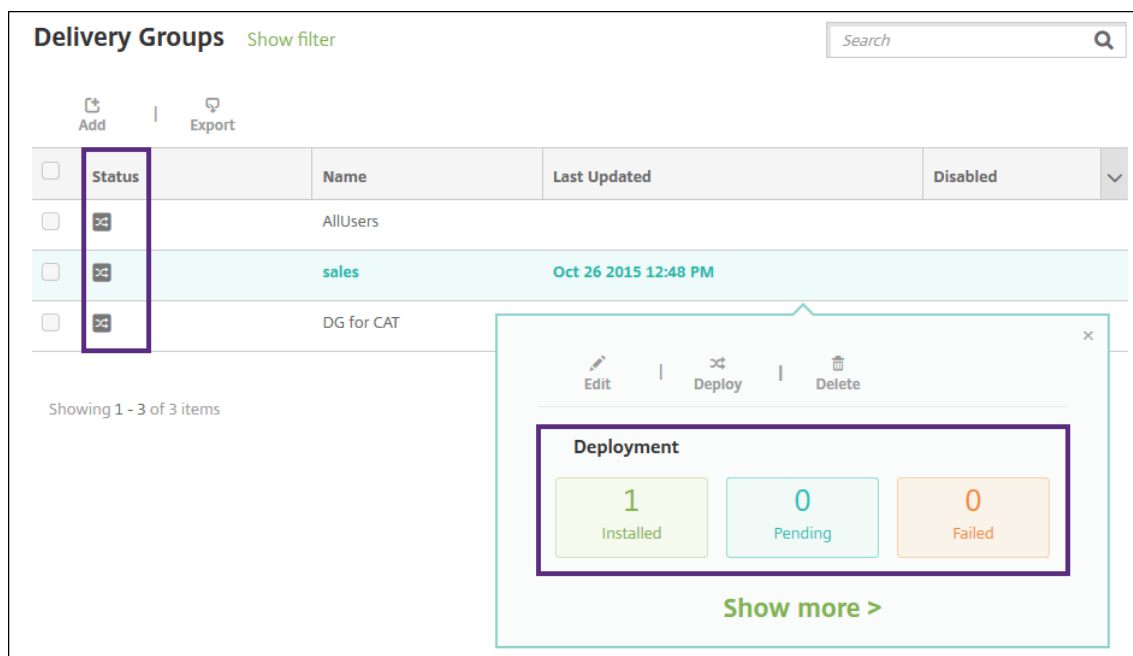 Delivery Groups Show filter Search
Add | Export
Status Name Last Updated Disabled
AllUsers
sales Oct 26 2015 12:48 PM
DG for CAT
Edit | Deploy | Delete
Showing 1 - 3 of 3 items
Deployment
1 0 0
Installed Pending Failed
Show more >